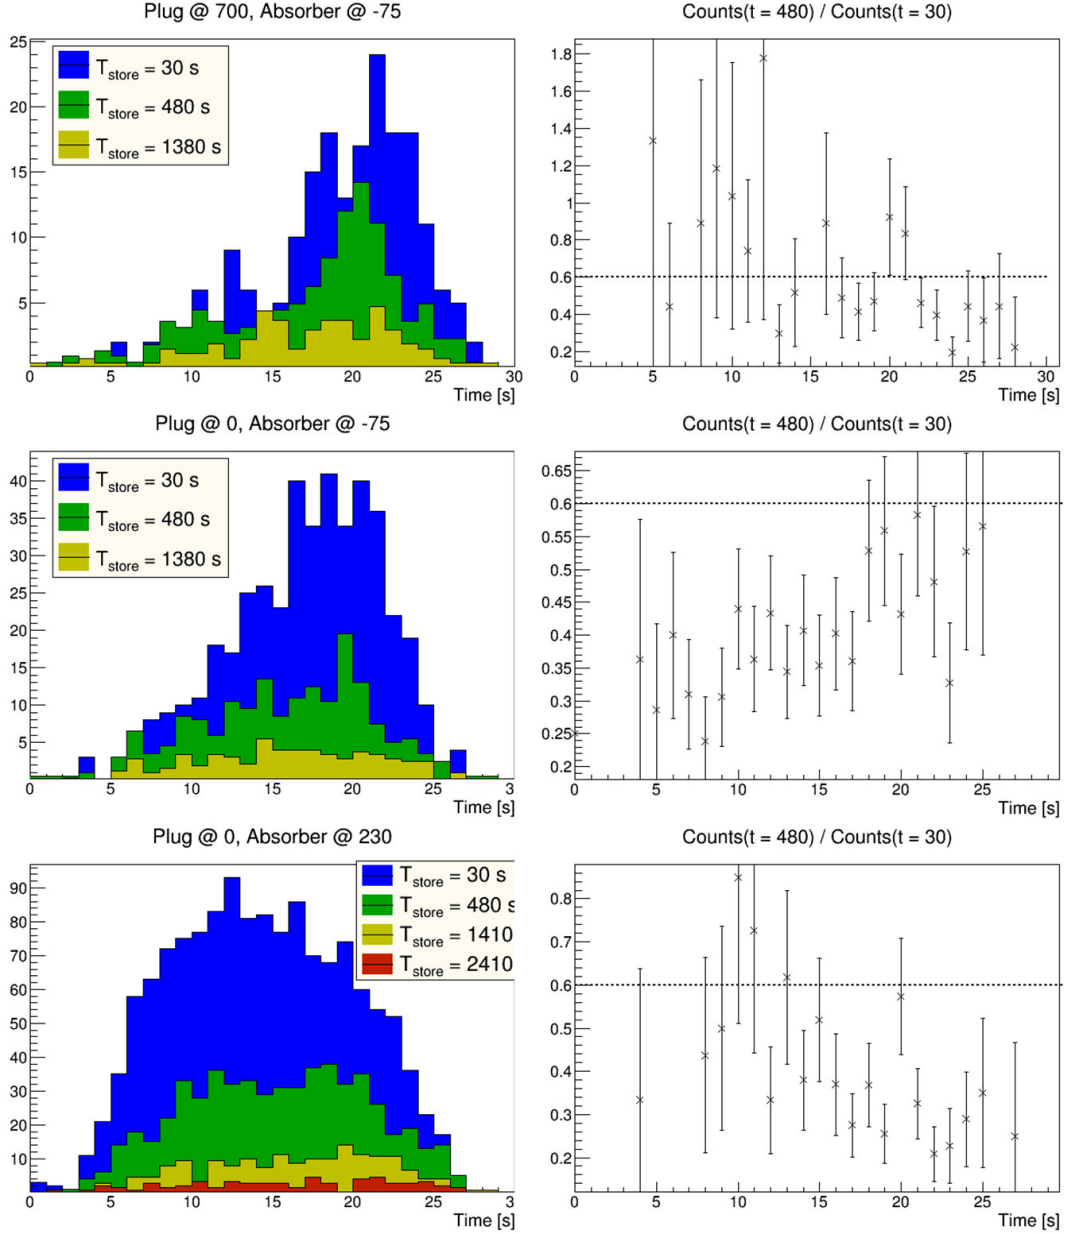 Plug @ 700, Absorber @ -75
25
20
15
10
5
T_store = 30 s
T_store = 480 s
T_store = 1380 s
0 5 10 15 20 25 30
Time [s]
Counts(t = 480) / Counts(t = 30)
1.8
1.6
1.4
1.2
1
0.8
0.6
0.4
0.2
0 5 10 15 20 25 30
Time [s]
Plug @ 0, Absorber @ -75
40
35
30
25
20
15
10
5
T_store = 30 s
T_store = 480 s
T_store = 1380 s
0 5 10 15 20 25 3
Time [s]
Counts(t = 480) / Counts(t = 30)
0.65
0.6
0.55
0.5
0.45
0.4
0.35
0.3
0.25
0.2
0 5 10 15 20 25
Time [s]
Plug @ 0, Absorber @ 230
90
80
70
60
50
40
30
20
10
T_store = 30 s
T_store = 480 s
T_store = 1410
T_store = 2410
0 5 10 15 20 25 3
Time [s]
Counts(t = 480) / Counts(t = 30)
0.8
0.7
0.6
0.5
0.4
0.3
0.2
0 5 10 15 20 25
Time [s]